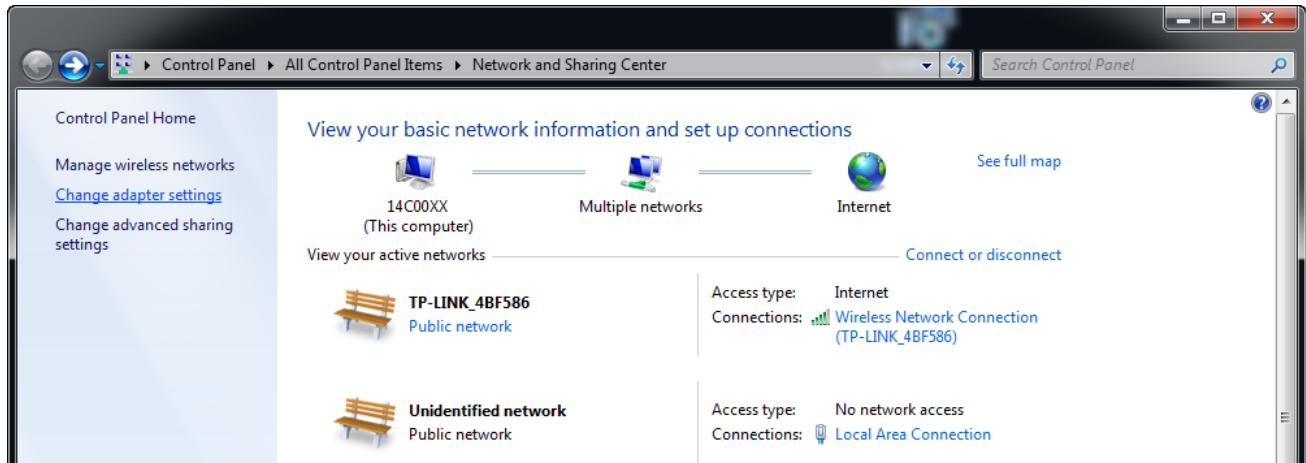 Control Panel ▸ All Control Panel Items ▸ Network and Sharing Center
Search Control Panel
Control Panel Home
Manage wireless networks
Change adapter settings
Change advanced sharing
settings
View your basic network information and set up connections
See full map
14C00XX
(This computer)
Multiple networks
Internet
View your active networks
Connect or disconnect
TP-LINK_4BF586
Public network
Access type: Internet
Connections: Wireless Network Connection
(TP-LINK_4BF586)
Unidentified network
Public network
Access type: No network access
Connections: Local Area Connection